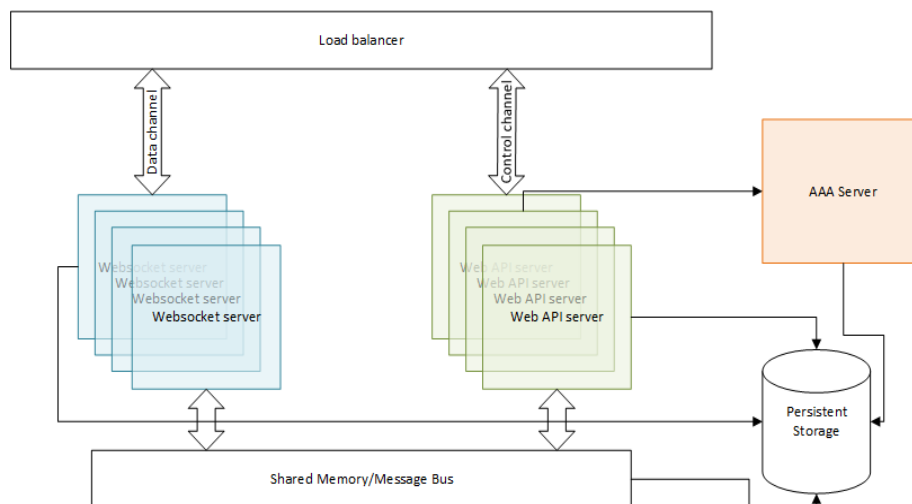 Load balancer
Data channel
Control channel
AAA Server
Websocket server
Websocket server
Websocket server
Websocket server
Web API server
Web API server
Web API server
Web API server
Persistent
Storage
Shared Memory/Message Bus